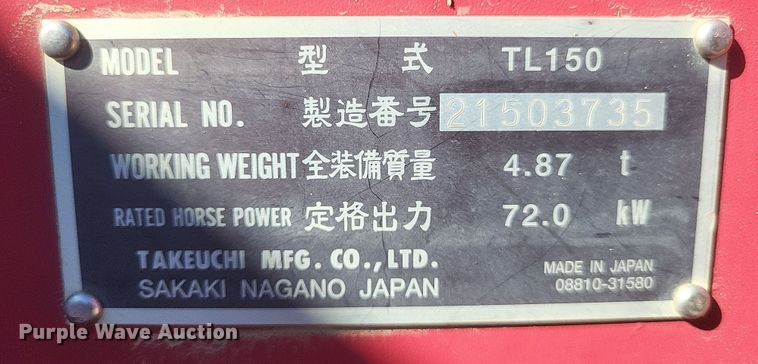 MODEL 型 式 TL150
SERIAL NO. 製造番号 21503735
WORKING WEIGHT 全装備質量 4.87 t
RATED HORSE POWER 定格出力 72.0 kW
TAKEUCHI MFG. CO., LTD.
SAKAKI NAGANO JAPAN
MADE IN JAPAN
08810-31580
Purple Wave Auction